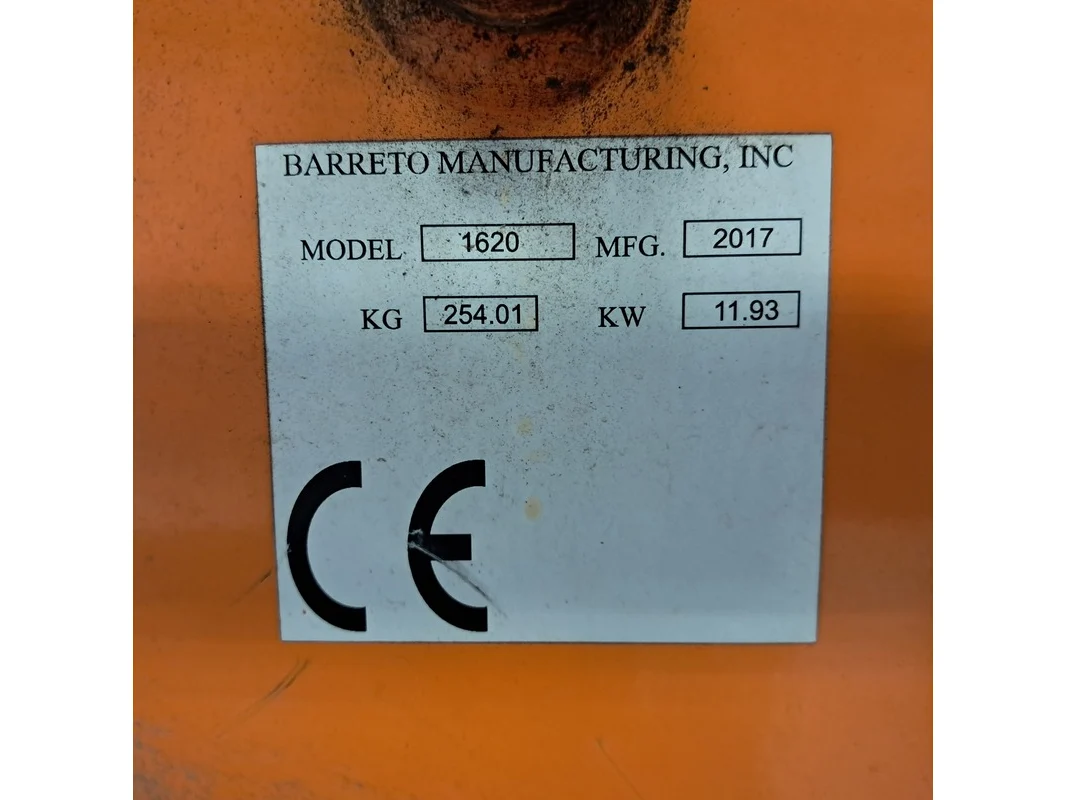 BARRETO MANUFACTURING, INC
MODEL 1620 MFG. 2017
KG 254.01 KW 11.93
CE